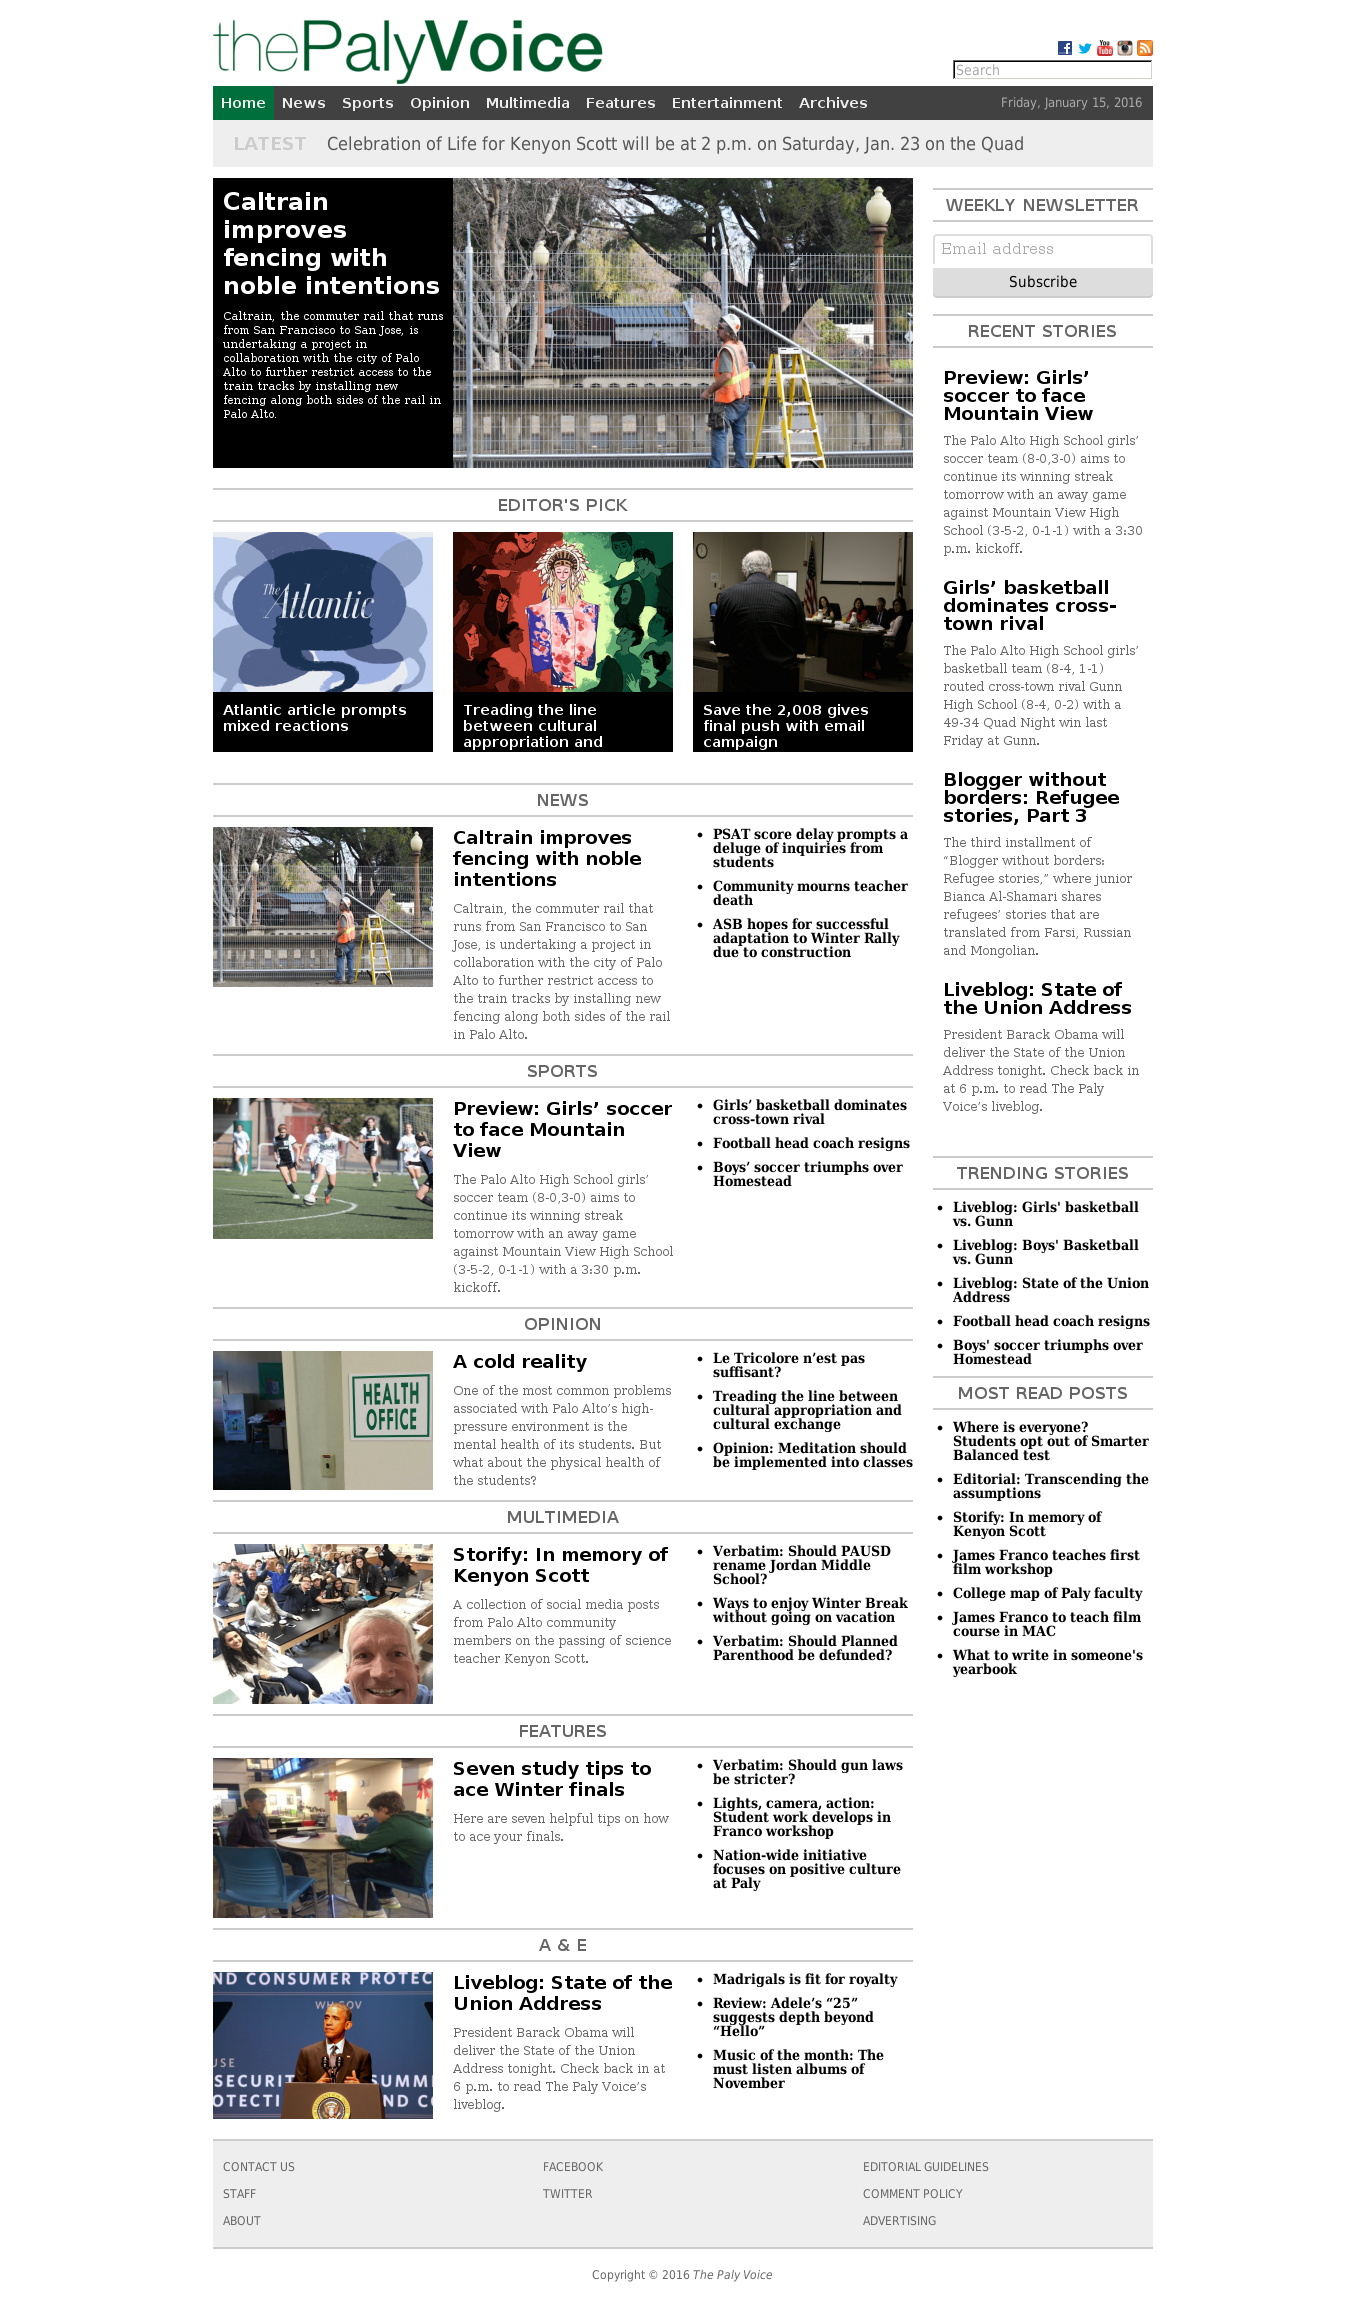 thePalyVoice
Search
Home News Sports Opinion Multimedia Features Entertainment Archives Friday, January 15, 2016
LATEST Celebration of Life for Kenyon Scott will be at 2 p.m. on Saturday, Jan. 23 on the Quad
Caltrain
improves
fencing with
noble intentions
Caltrain, the commuter rail that runs
from San Francisco to San Jose, is
undertaking a project in
collaboration with the city of Palo
Alto to further restrict access to the
train tracks by installing new
fencing along both sides of the rail in
Palo Alto.
EDITOR'S PICK
The Atlantic
Atlantic article prompts
mixed reactions
Treading the line
between cultural
appropriation and
Save the 2,008 gives
final push with email
campaign
NEWS
Caltrain improves
fencing with noble
intentions
Caltrain, the commuter rail that
runs from San Francisco to San
Jose, is undertaking a project in
collaboration with the city of Palo
Alto to further restrict access to
the train tracks by installing new
fencing along both sides of the rail
in Palo Alto.
• PSAT score delay prompts a
deluge of inquiries from
students
• Community mourns teacher
death
• ASB hopes for successful
adaptation to Winter Rally
due to construction
SPORTS
Preview: Girls’ soccer
to face Mountain
View
The Palo Alto High School girls’
soccer team (8-0,3-0) aims to
continue its winning streak
tomorrow with an away game
against Mountain View High School
(3-5-2, 0-1-1) with a 3:30 p.m.
kickoff.
• Girls’ basketball dominates
cross-town rival
• Football head coach resigns
• Boys’ soccer triumphs over
Homestead
OPINION
HEALTH
OFFICE
A cold reality
One of the most common problems
associated with Palo Alto’s high-
pressure environment is the
mental health of its students. But
what about the physical health of
the students?
• Le Tricolore n’est pas
suffisant?
• Treading the line between
cultural appropriation and
cultural exchange
• Opinion: Meditation should
be implemented into classes
MULTIMEDIA
Storify: In memory of
Kenyon Scott
A collection of social media posts
from Palo Alto community
members on the passing of science
teacher Kenyon Scott.
• Verbatim: Should PAUSD
rename Jordan Middle
School?
• Ways to enjoy Winter Break
without going on vacation
• Verbatim: Should Planned
Parenthood be defunded?
FEATURES
Seven study tips to
ace Winter finals
Here are seven helpful tips on how
to ace your finals.
• Verbatim: Should gun laws
be stricter?
• Lights, camera, action:
Student work develops in
Franco workshop
• Nation-wide initiative
focuses on positive culture
at Paly
A & E
ND CONSUMER PROTEC
WH.GOV
USE
SECURIT SUMM
OTECTI ND CO
Liveblog: State of the
Union Address
President Barack Obama will
deliver the State of the Union
Address tonight. Check back in at
6 p.m. to read The Paly Voice’s
liveblog.
• Madrigals is fit for royalty
• Review: Adele’s “25”
suggests depth beyond
“Hello”
• Music of the month: The
must listen albums of
November
WEEKLY NEWSLETTER
Email address
Subscribe
RECENT STORIES
Preview: Girls’
soccer to face
Mountain View
The Palo Alto High School girls’
soccer team (8-0,3-0) aims to
continue its winning streak
tomorrow with an away game
against Mountain View High
School (3-5-2, 0-1-1) with a 3:30
p.m. kickoff.
Girls’ basketball
dominates cross-
town rival
The Palo Alto High School girls’
basketball team (8-4, 1-1)
routed cross-town rival Gunn
High School (8-4, 0-2) with a
49-34 Quad Night win last
Friday at Gunn.
Blogger without
borders: Refugee
stories, Part 3
The third installment of
“Blogger without borders:
Refugee stories,” where junior
Bianca Al-Shamari shares
refugees’ stories that are
translated from Farsi, Russian
and Mongolian.
Liveblog: State of
the Union Address
President Barack Obama will
deliver the State of the Union
Address tonight. Check back in
at 6 p.m. to read The Paly
Voice’s liveblog.
TRENDING STORIES
• Liveblog: Girls' basketball
vs. Gunn
• Liveblog: Boys' Basketball
vs. Gunn
• Liveblog: State of the Union
Address
• Football head coach resigns
• Boys' soccer triumphs over
Homestead
MOST READ POSTS
• Where is everyone?
Students opt out of Smarter
Balanced test
• Editorial: Transcending the
assumptions
• Storify: In memory of
Kenyon Scott
• James Franco teaches first
film workshop
• College map of Paly faculty
• James Franco to teach film
course in MAC
• What to write in someone's
yearbook
CONTACT US FACEBOOK EDITORIAL GUIDELINES
STAFF TWITTER COMMENT POLICY
ABOUT ADVERTISING
Copyright © 2016 The Paly Voice